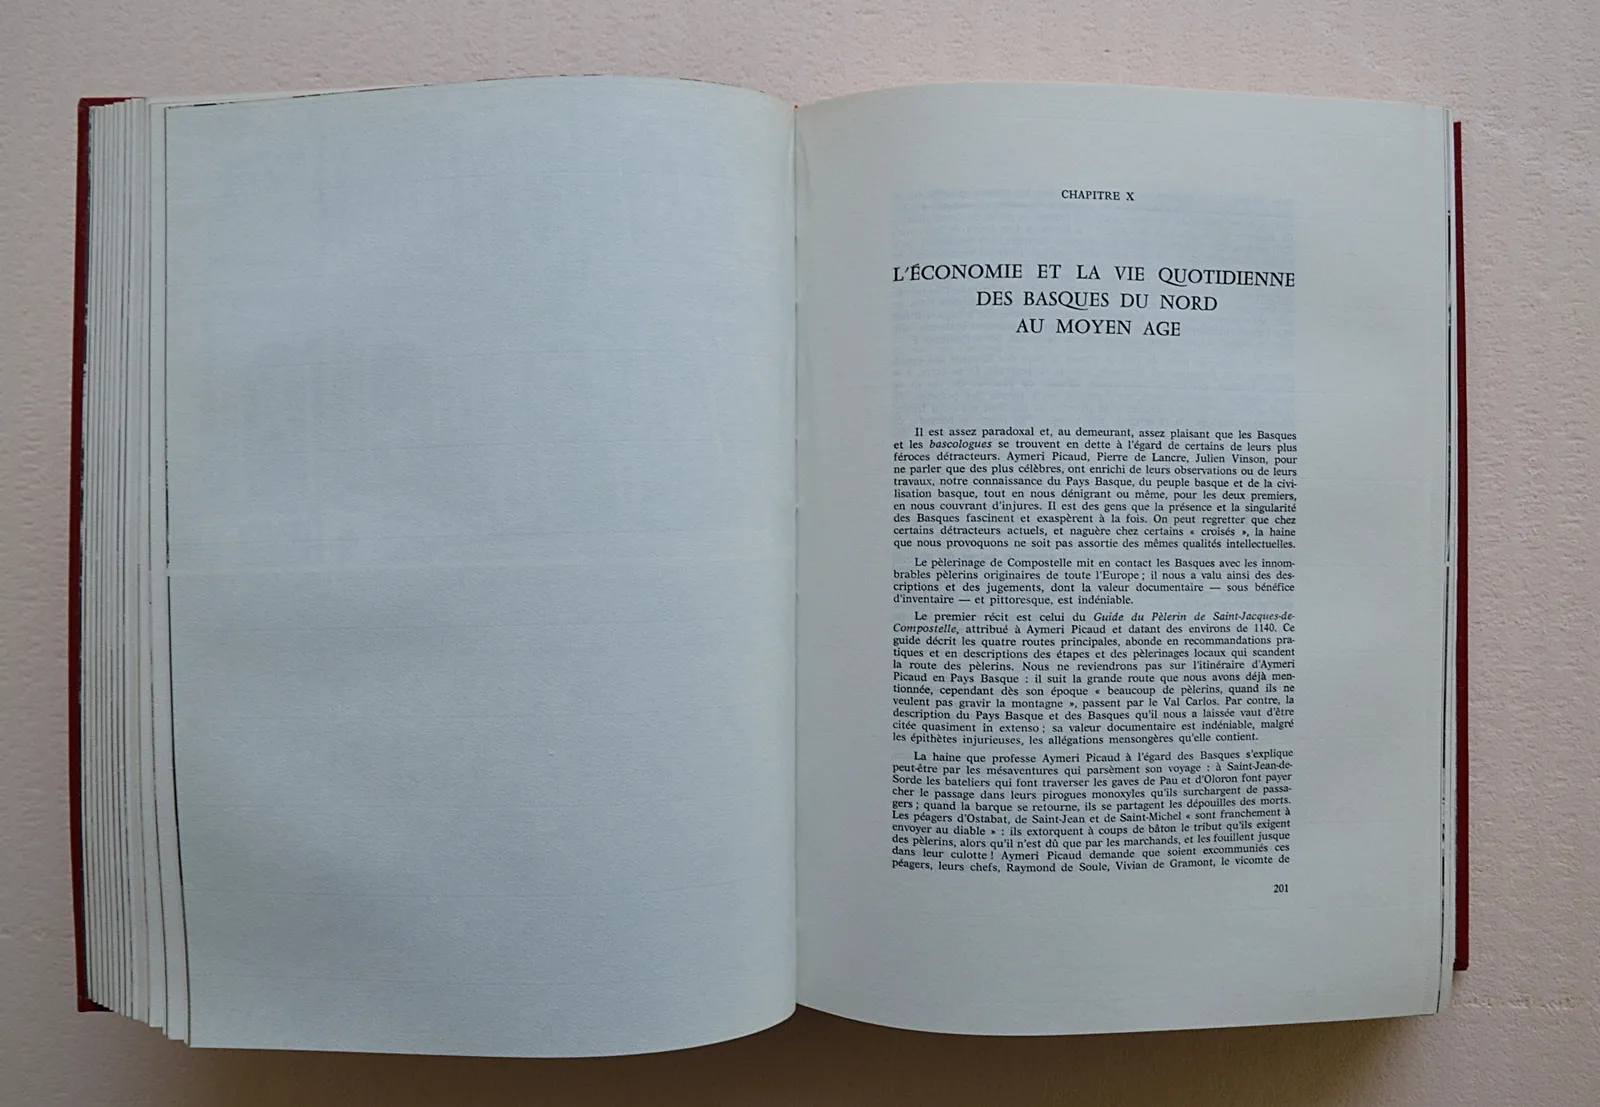 CHAPITRE X
L'ÉCONOMIE ET LA VIE QUOTIDIENNE
DES BASQUES DU NORD
AU MOYEN AGE
Il est assez paradoxal et, au demeurant, assez plaisant que les Basques
et les bascologues se trouvent en dette à l'égard de certains de leurs plus
féroces détracteurs. Aymeri Picaud, Pierre de Lancre, Julien Vinson, pour
ne parler que des plus célèbres, ont enrichi de leurs observations ou de leurs
travaux, notre connaissance du Pays Basque, du peuple basque et de la civi-
lisation basque, tout en nous dénigrant ou même, pour les deux premiers,
en nous couvrant d'injures. Il est des gens que la présence et la singularité
des Basques fascinent et exaspèrent à la fois. On peut regretter que chez
certains détracteurs actuels, et naguère chez certains « croisés », la haine
que nous provoquons ne soit pas assortie des mêmes qualités intellectuelles.
Le pèlerinage de Compostelle mit en contact les Basques avec les innom-
brables pèlerins originaires de toute l'Europe ; il nous a valu ainsi des des-
criptions et des jugements, dont la valeur documentaire — sous bénéfice
d'inventaire — et pittoresque, est indéniable.
Le premier récit est celui du Guide du Pèlerin de Saint-Jacques-de-
Compostelle, attribué à Aymeri Picaud et datant des environs de 1140. Ce
guide décrit les quatre routes principales, abonde en recommandations pra-
tiques et en descriptions des étapes et des pèlerinages locaux qui scandent
la route des pèlerins. Nous ne reviendrons pas sur l'itinéraire d'Aymeri
Picaud en Pays Basque : il suit la grande route que nous avons déjà men-
tionnée, cependant dès son époque « beaucoup de pèlerins, quand ils ne
veulent pas gravir la montagne », passent par le Val Carlos. Par contre, la
description du Pays Basque et des Basques qu'il nous a laissée vaut d'être
citée quasiment in extenso ; sa valeur documentaire est indéniable, malgré
les épithètes injurieuses, les allégations mensongères qu'elle contient.
La haine que professe Aymeri Picaud à l'égard des Basques s'explique
peut-être par les mésaventures qui parsèment son voyage : à Saint-Jean-de-
Sorde les bateliers qui font traverser les gaves de Pau et d'Oloron font payer
cher le passage dans leurs pirogues monoxyles qu'ils surchargent de passa-
gers ; quand la barque se retourne, ils se partagent les dépouilles des morts.
Les péagers d'Ostabat, de Saint-Jean et de Saint-Michel « sont franchement à
envoyer au diable » : ils extorquent à coups de bâton le tribut qu'ils exigent
des pèlerins, alors qu'il n'est dû que par les marchands, et les fouillent jusque
dans leur culotte ! Aymeri Picaud demande que soient excommuniés ces
péagers, leurs chefs, Raymond de Soule, Vivian de Gramont, le vicomte de
201